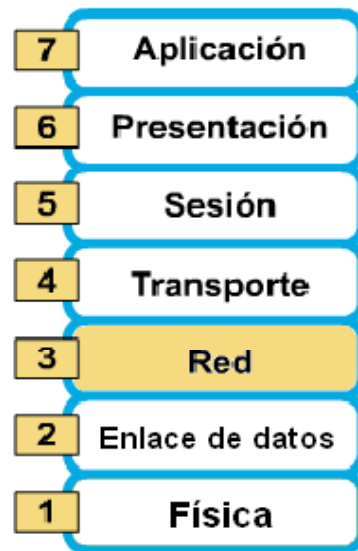 7 Aplicación
6 Presentación
5 Sesión
4 Transporte
3 Red
2 Enlace de datos
1 Física